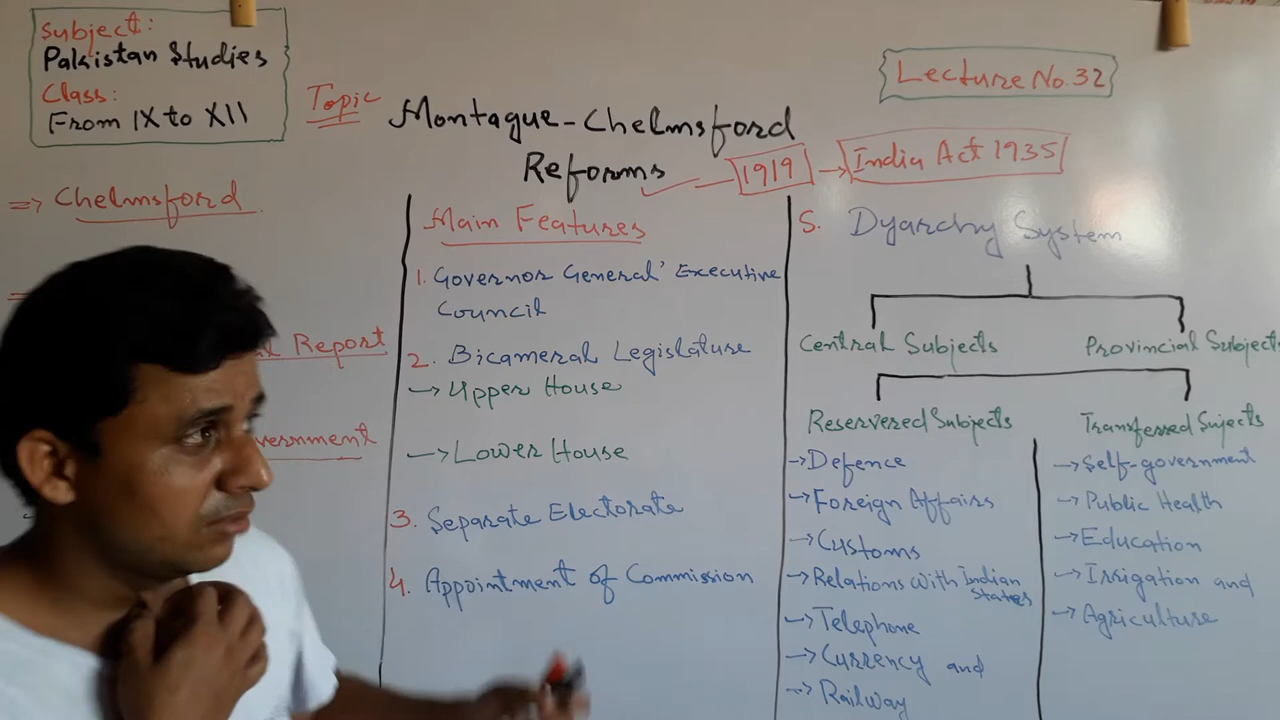 Subject:
Pakistan Studies
Class:
From IX to XII
Lecture No. 32
Topic
Montague-Chelmsford
Reforms
1919 → India Act 1935
=> Chelmsford
Report
Main Features
1. Governor General' Executive
Council
2. Bicameral Legislature
→ Upper House
→ Lower House
3. Separate Electorate
4. Appointment of Commission
5. Dyarchy System
Central Subjects
Provincial Subject
Reservered Subjects
→ Defence
→ Foreign Affairs
→ Customs
→ Relations with Indian
States
→ Telephone
→ Currency and
→ Railway
Transferred Sujects
→ Self-government
→ Public Health
→ Education
→ Irrigation and
→ Agriculture